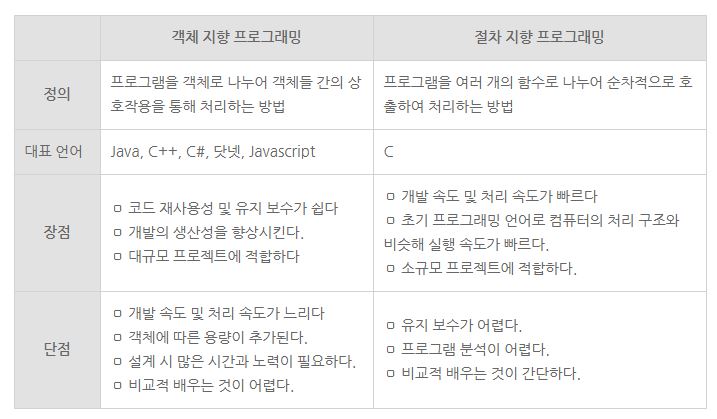 객체 지향 프로그래밍
절차 지향 프로그래밍
정의
프로그램을 객체로 나누어 객체들 간의 상
호작용을 통해 처리하는 방법
프로그램을 여러 개의 함수로 나누어 순차적으로 호
출하여 처리하는 방법
대표 언어
Java, C++, C#, 닷넷, Javascript
C
장점
▫ 코드 재사용성 및 유지 보수가 쉽다
▫ 개발의 생산성을 향상시킨다.
▫ 대규모 프로젝트에 적합하다
▫ 개발 속도 및 처리 속도가 빠르다
▫ 초기 프로그래밍 언어로 컴퓨터의 처리 구조와
비슷해 실행 속도가 빠르다.
▫ 소규모 프로젝트에 적합하다.
단점
▫ 개발 속도 및 처리 속도가 느리다
▫ 객체에 따른 용량이 추가된다.
▫ 설계 시 많은 시간과 노력이 필요하다.
▫ 비교적 배우는 것이 어렵다.
▫ 유지 보수가 어렵다.
▫ 프로그램 분석이 어렵다.
▫ 비교적 배우는 것이 간단하다.